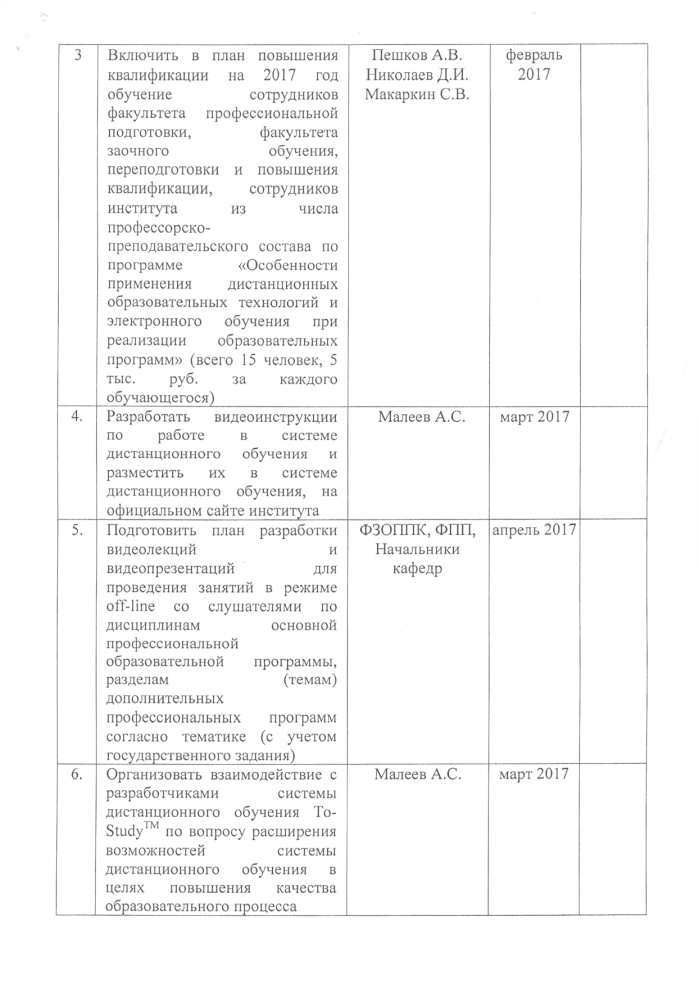 3 Включить в план повышения Пешков А.В. февраль
квалификации на 2017 год Николаев Д.И. 2017
обучение сотрудников Макаркин С.В.
факультета профессиональной
подготовки, факультета
заочного обучения,
переподготовки и повышения
квалификации, сотрудников
института из числа
профессорско-
преподавательского состава по
программе «Особенности
применения дистанционных
образовательных технологий и
электронного обучения при
реализации образовательных
программ» (всего 15 человек, 5
тыс. руб. за каждого
обучающегося)
4. Разработать видеоинструкции Малеев А.С. март 2017
по работе в системе
дистанционного обучения и
разместить их в системе
дистанционного обучения, на
официальном сайте института
5. Подготовить план разработки ФЗОППК, ФПП, апрель 2017
видеолекций и Начальники
видеопрезентаций для кафедр
проведения занятий в режиме
off-line со слушателями по
дисциплинам основной
профессиональной
образовательной программы,
разделам (темам)
дополнительных
профессиональных программ
согласно тематике (с учетом
государственного задания)
6. Организовать взаимодействие с Малеев А.С. март 2017
разработчиками системы
дистанционного обучения To-
Study™ по вопросу расширения
возможностей системы
дистанционного обучения в
целях повышения качества
образовательного процесса